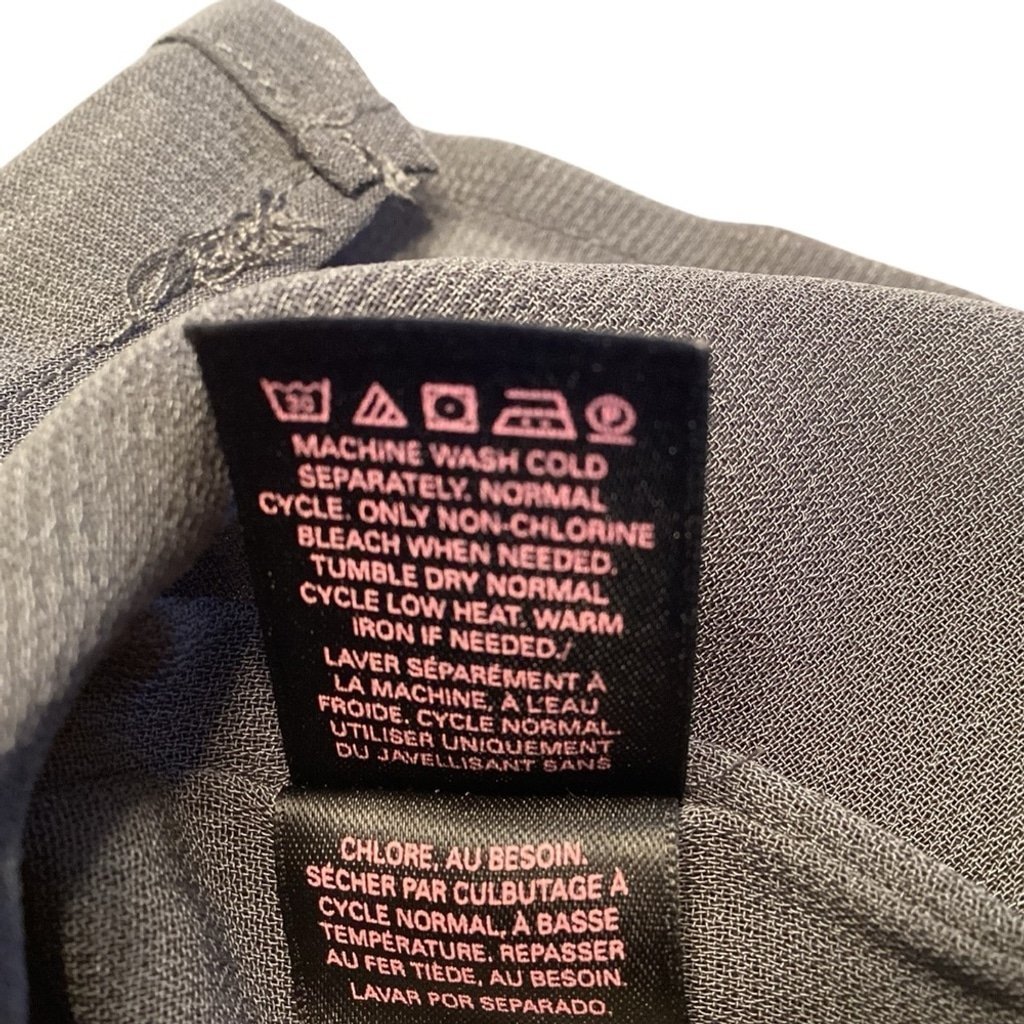 30 P
MACHINE WASH COLD
SEPARATELY. NORMAL
CYCLE. ONLY NON-CHLORINE
BLEACH WHEN NEEDED.
TUMBLE DRY NORMAL
CYCLE LOW HEAT. WARM
IRON IF NEEDED./
LAVER SÉPARÉMENT À
LA MACHINE, À L'EAU
FROIDE. CYCLE NORMAL.
UTILISER UNIQUEMENT
DU JAVELLISANT SANS
CHLORE, AU BESOIN.
SÉCHER PAR CULBUTAGE À
CYCLE NORMAL, À BASSE
TEMPÉRATURE. REPASSER
AU FER TIÈDE, AU BESOIN.
LAVAR POR SEPARADO.